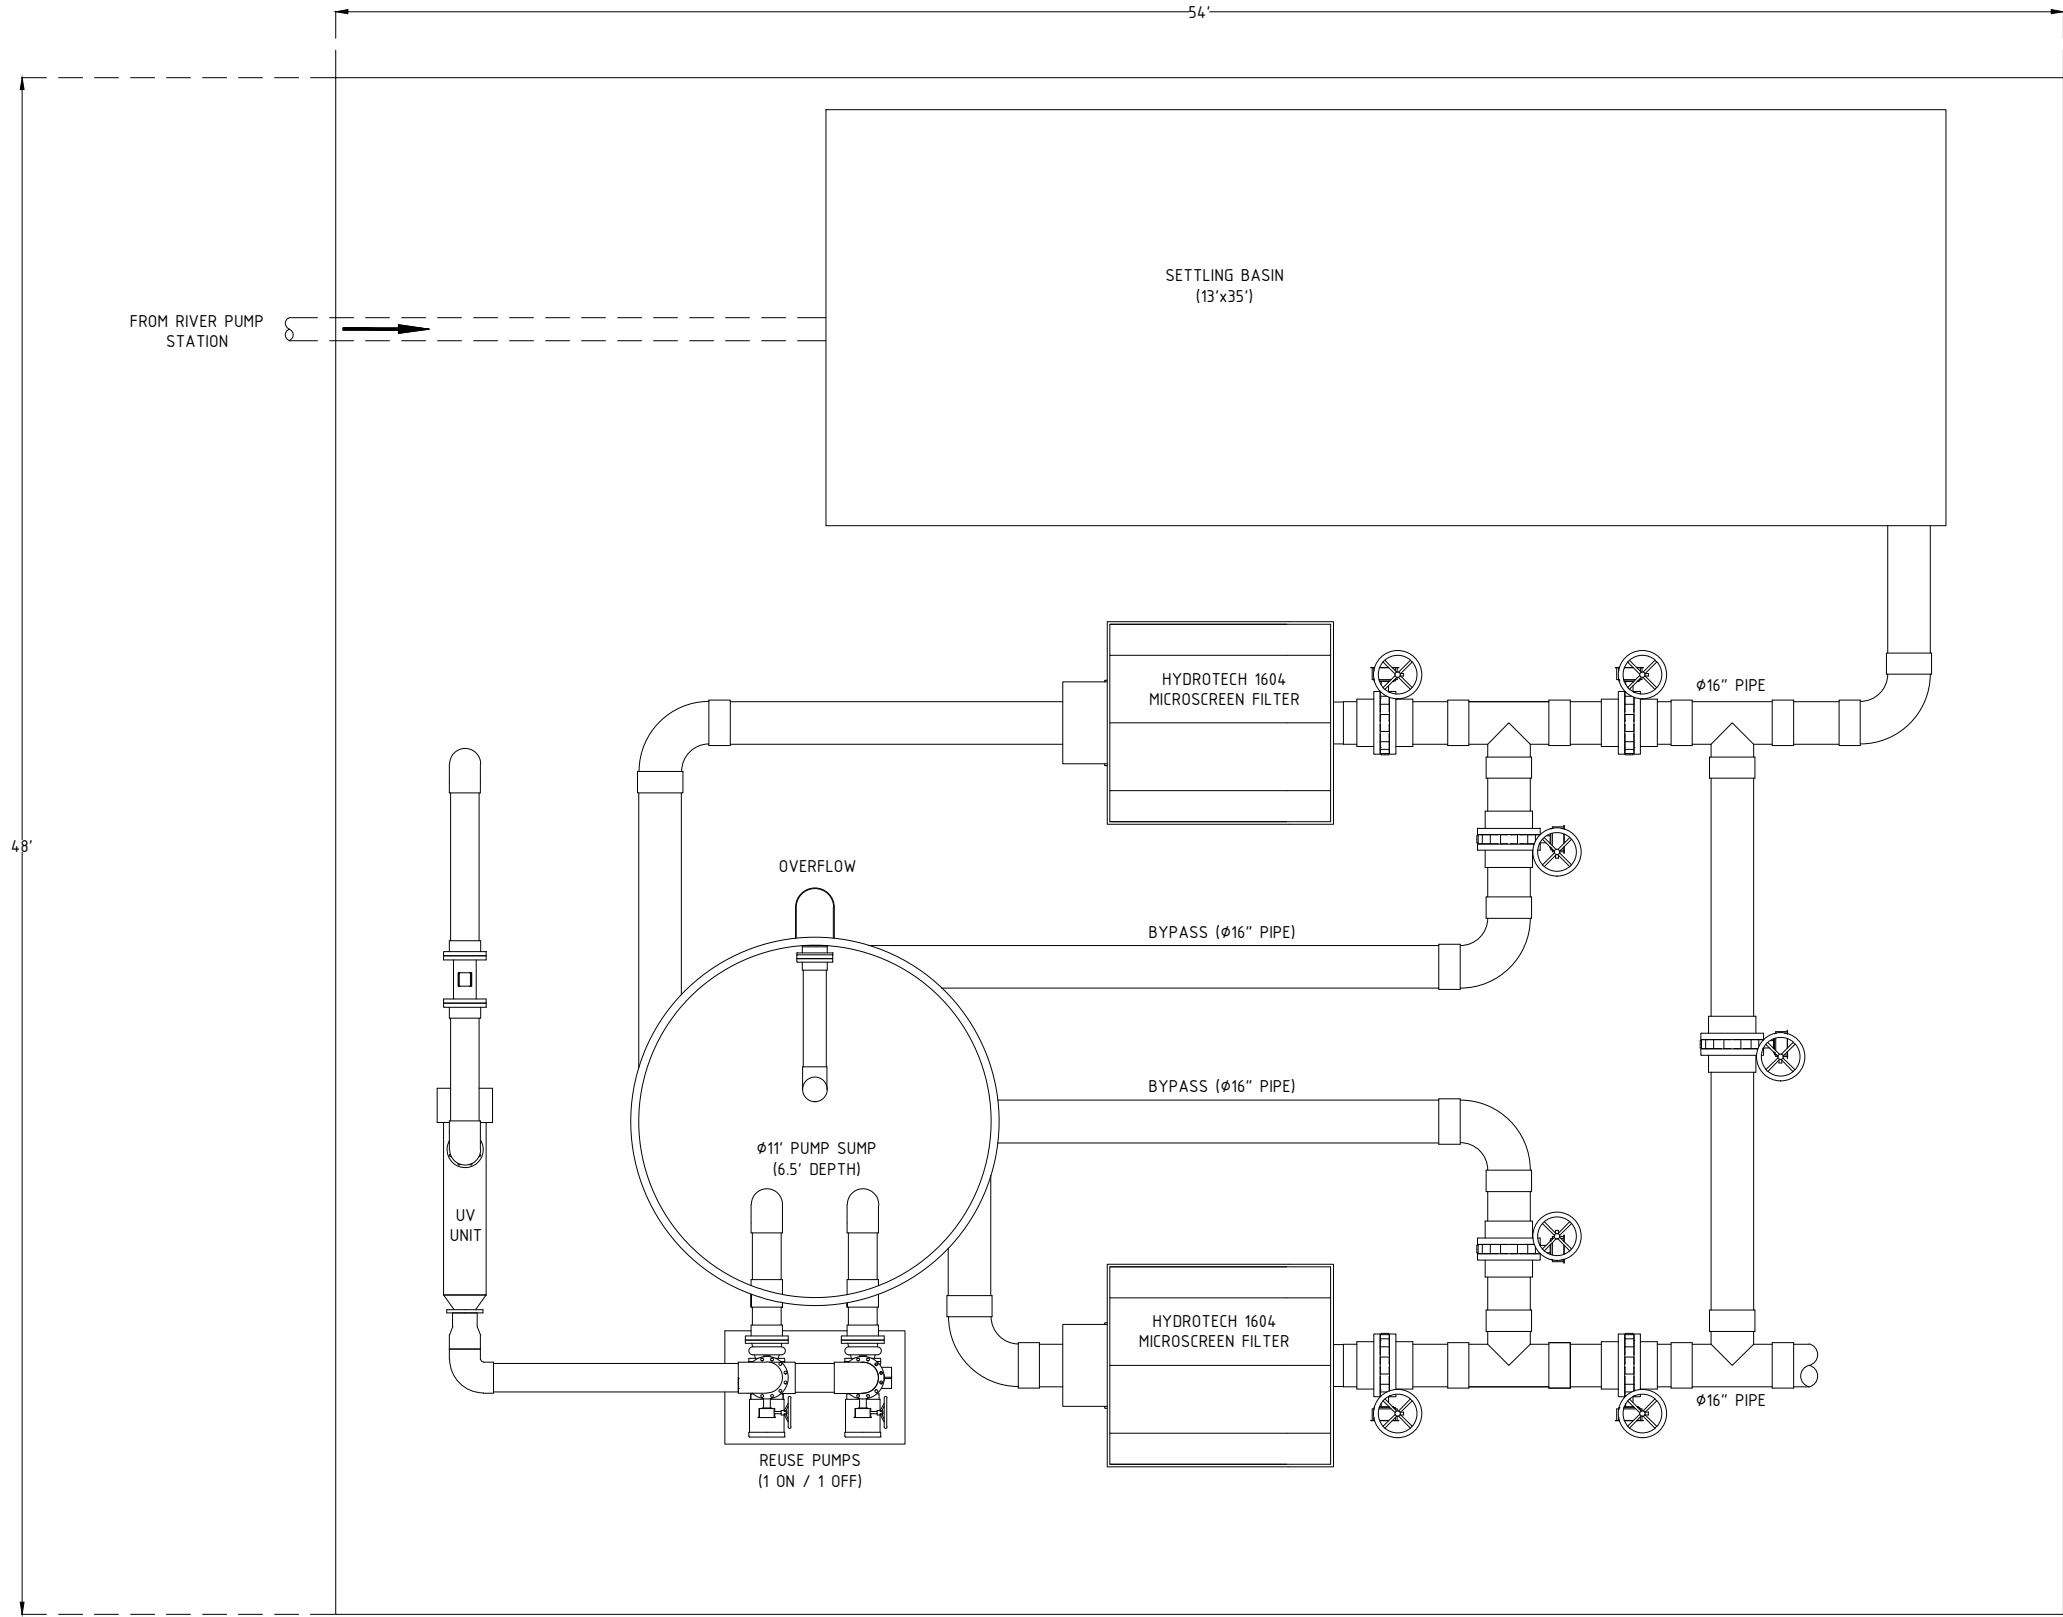 54'
SETTLING BASIN
(13'x35')
FROM RIVER PUMP
STATION
HYDROTECH 1604
MICROSCREEN FILTER
Ø16" PIPE
48'
OVERFLOW
BYPASS (Ø16" PIPE)
BYPASS (Ø16" PIPE)
Ø11' PUMP SUMP
(6.5' DEPTH)
UV
UNIT
HYDROTECH 1604
MICROSCREEN FILTER
Ø16" PIPE
REUSE PUMPS
(1 ON / 1 OFF)